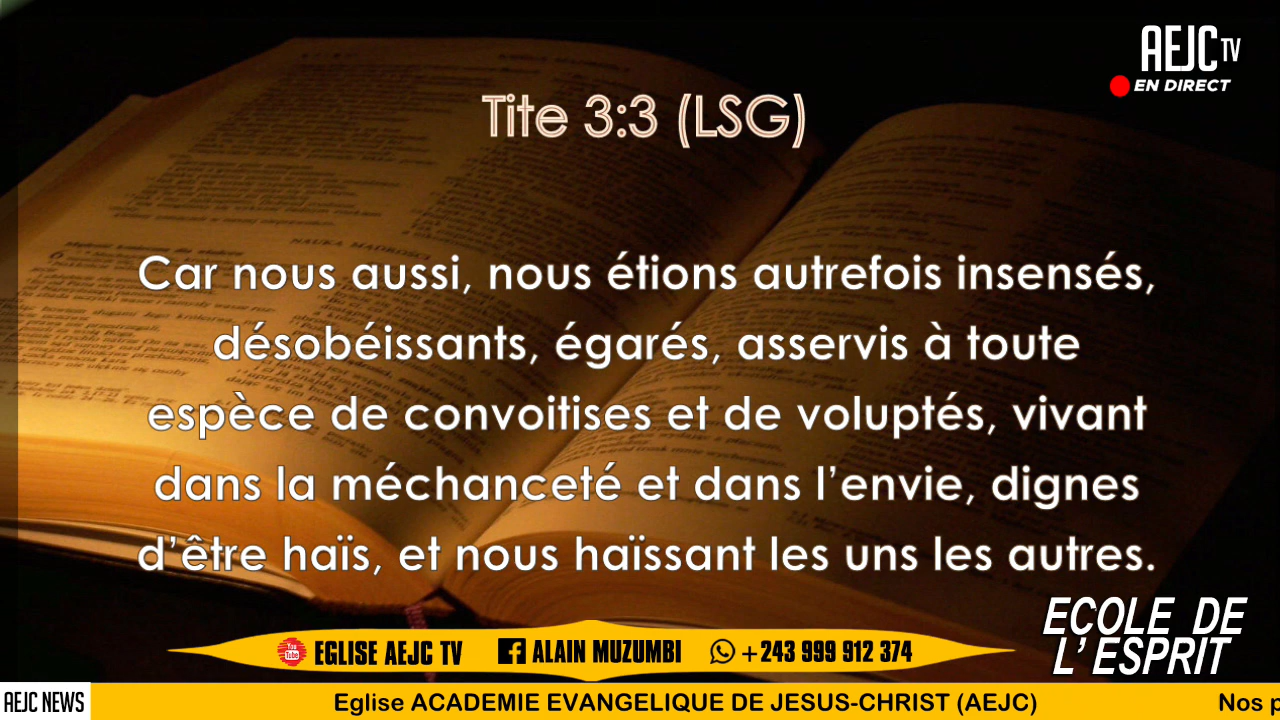 AEJC TV
EN DIRECT
Tite 3:3 (LSG)
Car nous aussi, nous étions autrefois insensés,
désobéissants, égarés, asservis à toute
espèce de convoitises et de voluptés, vivant
dans la méchanceté et dans l’envie, dignes
d’être haïs, et nous haïssant les uns les autres.
ECOLE DE
L’ESPRIT
You Tube EGLISE AEJC TV ALAIN MUZUMBI +243 999 912 374
AEJC NEWS Eglise ACADEMIE EVANGELIQUE DE JESUS-CHRIST (AEJC) Nos